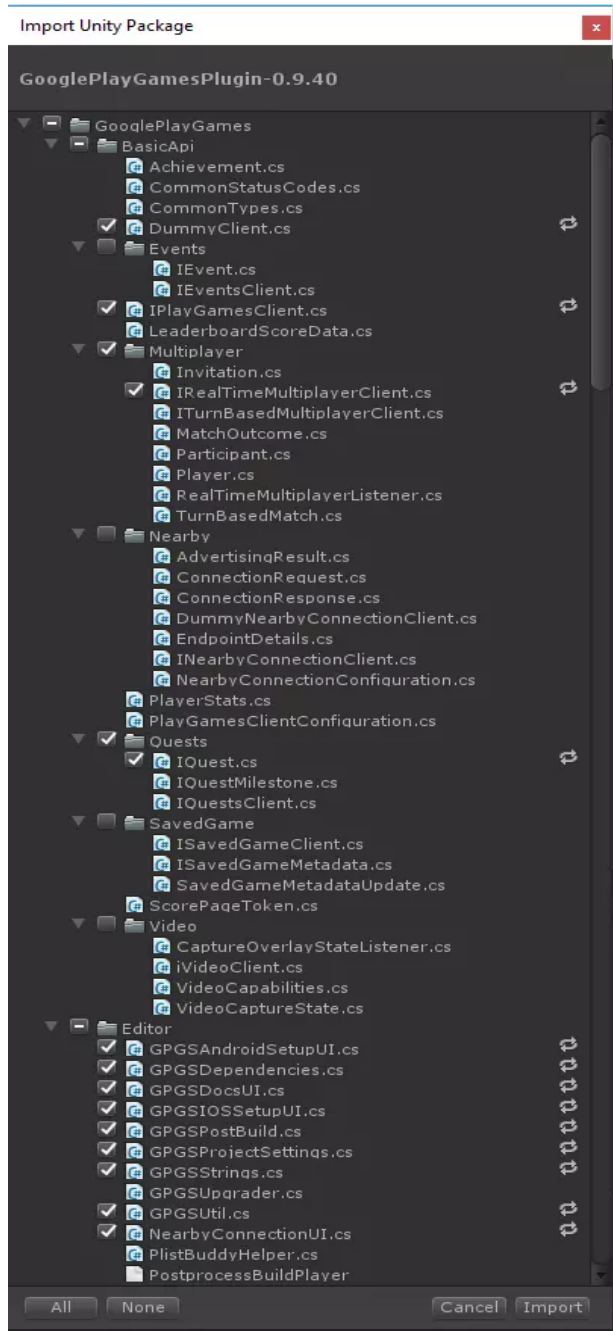 Import Unity Package
x
GooglePlayGamesPlugin-0.9.40
GooglePlayGames
BasicApi
Achievement.cs
CommonStatusCodes.cs
CommonTypes.cs
DummyClient.cs
Events
IEvent.cs
IEventsClient.cs
IPlayGamesClient.cs
LeaderboardScoreData.cs
Multiplayer
Invitation.cs
IRealTimeMultiplayerClient.cs
ITurnBasedMultiplayerClient.cs
MatchOutcome.cs
Participant.cs
Player.cs
RealTimeMultiplayerListener.cs
TurnBasedMatch.cs
Nearby
AdvertisingResult.cs
ConnectionRequest.cs
ConnectionResponse.cs
DummyNearbyConnectionClient.cs
EndpointDetails.cs
INearbyConnectionClient.cs
NearbyConnectionConfiguration.cs
PlayerStats.cs
PlayGamesClientConfiguration.cs
Quests
IQuest.cs
IQuestMilestone.cs
IQuestsClient.cs
SavedGame
ISavedGameClient.cs
ISavedGameMetadata.cs
SavedGameMetadataUpdate.cs
ScorePageToken.cs
Video
CaptureOverlayStateListener.cs
iVideoClient.cs
VideoCapabilities.cs
VideoCaptureState.cs
Editor
GPGSAndroidSetupUI.cs
GPGSDependencies.cs
GPGSDocsUI.cs
GPGSIOSSetupUI.cs
GPGSPostBuild.cs
GPGSProjectSettings.cs
GPGSStrings.cs
GPGSUpgrader.cs
GPGSUtil.cs
NearbyConnectionUI.cs
PlistBuddyHelper.cs
PostprocessBuildPlayer
All None Cancel Import